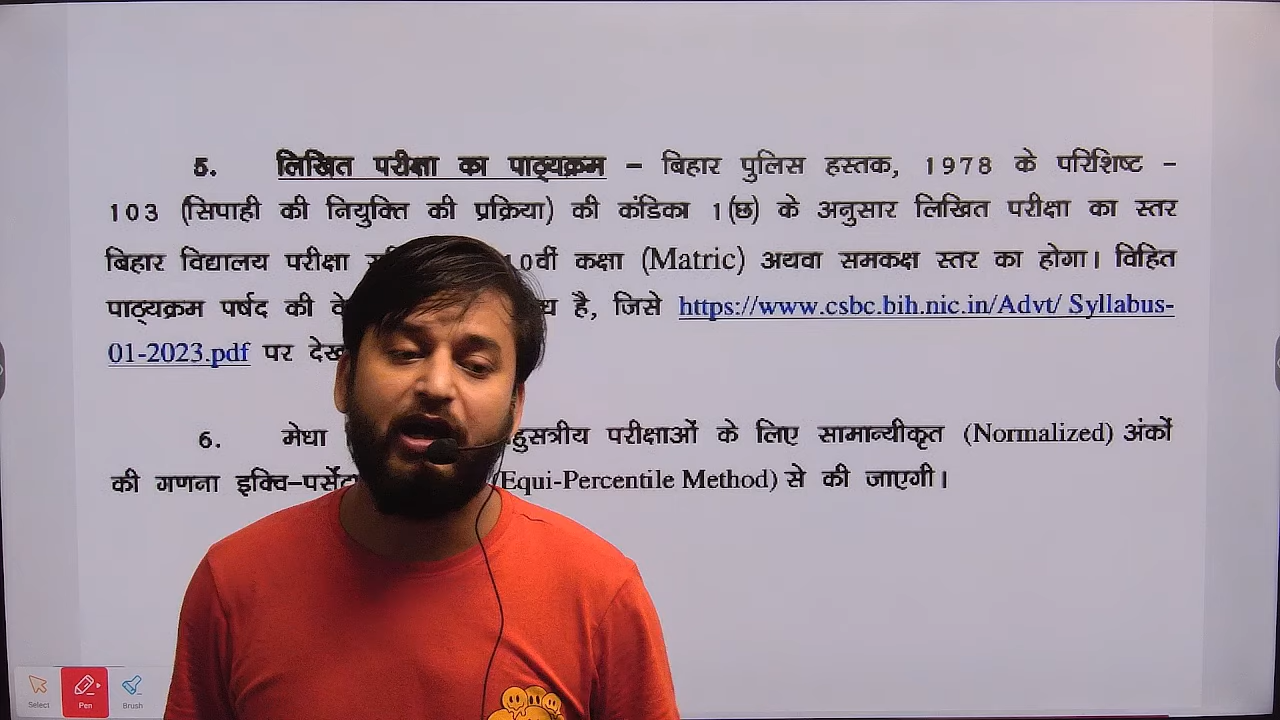 5. लिखित परीक्षा का पाठ्यक्रम – बिहार पुलिस हस्तक, 1978 के परिशिष्ट –
103 (सिपाही की नियुक्ति की प्रक्रिया) की कंडिका 1(छ) के अनुसार लिखित परीक्षा का स्तर
बिहार विद्यालय परीक्षा 10वीं कक्षा (Matric) अथवा समकक्ष स्तर का होगा। विहित
पाठ्यक्रम पर्षद की है, जिसे https://www.csbc.bih.nic.in/Advt/ Syllabus-
01-2023.pdf पर
6. मेधा परीक्षाओं के लिए सामान्यीकृत (Normalized) अंकों
की गणना (Equi-Percentile Method) से की जाएगी।
Select Pen Brush